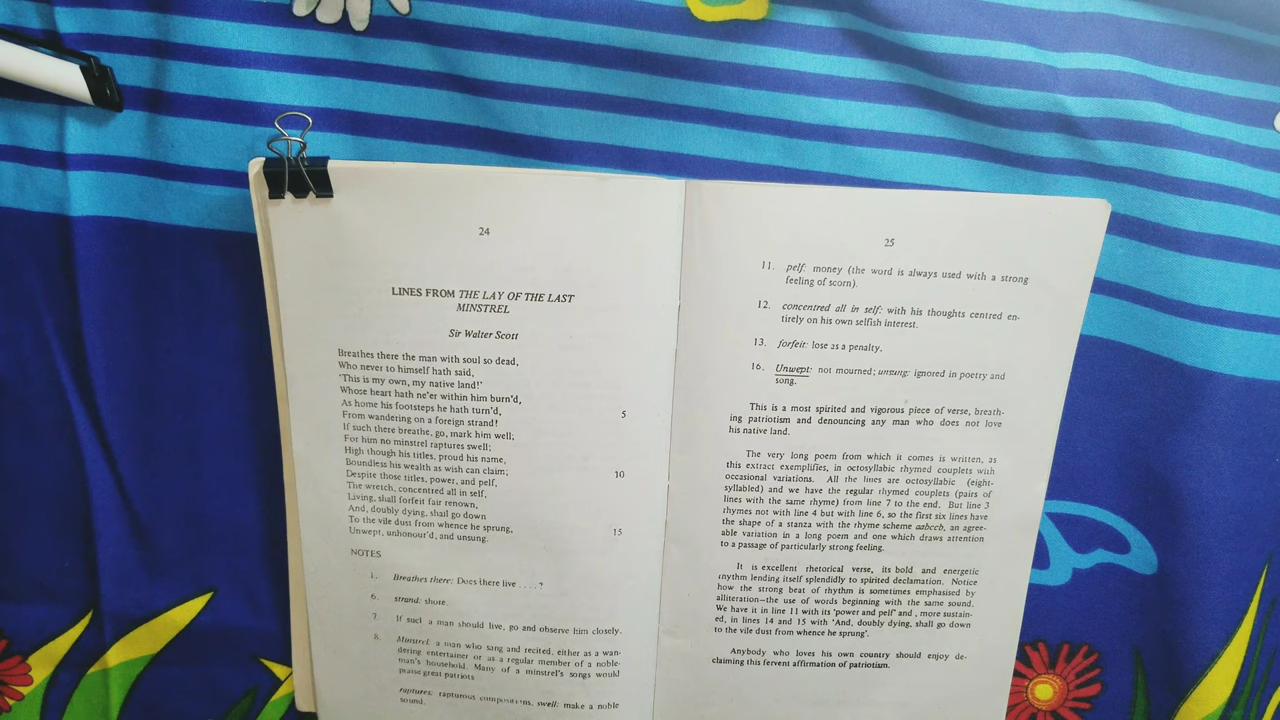 24
LINES FROM THE LAY OF THE LAST
MINSTREL
Sir Walter Scott
Breathes there the man with soul so dead,
Who never to himself hath said,
'This is my own, my native land!'
Whose heart hath ne'er within him burn'd,
As home his footsteps he hath turn'd, 5
From wandering on a foreign strand!
If such there breathe, go, mark him well;
For him no minstrel raptures swell;
High though his titles, proud his name,
Boundless his wealth as wish can claim; 10
Despite those titles, power, and pelf,
The wretch, concentred all in self,
Living, shall forfeit fair renown,
And, doubly dying, shall go down
To the vile dust from whence he sprung, 15
Unwept, unhonour'd, and unsung.
NOTES
1. Breathes there: Does there live . . . . ?
6. strand: shore.
7. If such a man should live, go and observe him closely.
8. Minstrel: a man who sang and recited, either as a wan-
dering entertainer or as a regular member of a noble-
man's household. Many of a minstrel's songs would
praise great patriots
raptures: rapturous compositions, swell: make a noble
sound.
25
11. pelf: money (the word is always used with a strong
feeling of scorn).
12. concentred all in self: with his thoughts centred en-
tirely on his own selfish interest.
13. forfeit: lose as a penalty.
16. Unwept: not mourned; unsung: ignored in poetry and
song.
This is a most spirited and vigorous piece of verse, breath-
ing patriotism and denouncing any man who does not love
his native land.
The very long poem from which it comes is written, as
this extract exemplifies, in octosyllabic rhymed couplets with
occasional variations. All the lines are octosyllabic (eight-
syllabled) and we have the regular rhymed couplets (pairs of
lines with the same rhyme) from line 7 to the end. But line 3
rhymes not with line 4 but with line 6, so the first six lines have
the shape of a stanza with the rhyme scheme aabccb, an agree-
able variation in a long poem and one which draws attention
to a passage of particularly strong feeling.
It is excellent rhetorical verse, its bold and energetic
rhythm lending itself splendidly to spirited declamation. Notice
how the strong beat of rhythm is sometimes emphasised by
alliteration—the use of words beginning with the same sound.
We have it in line 11 with its 'power and pelf' and , more sustain-
ed, in lines 14 and 15 with 'And, doubly dying, shall go down
to the vile dust from whence he sprung'.
Anybody who loves his own country should enjoy de-
claiming this fervent affirmation of patriotism.